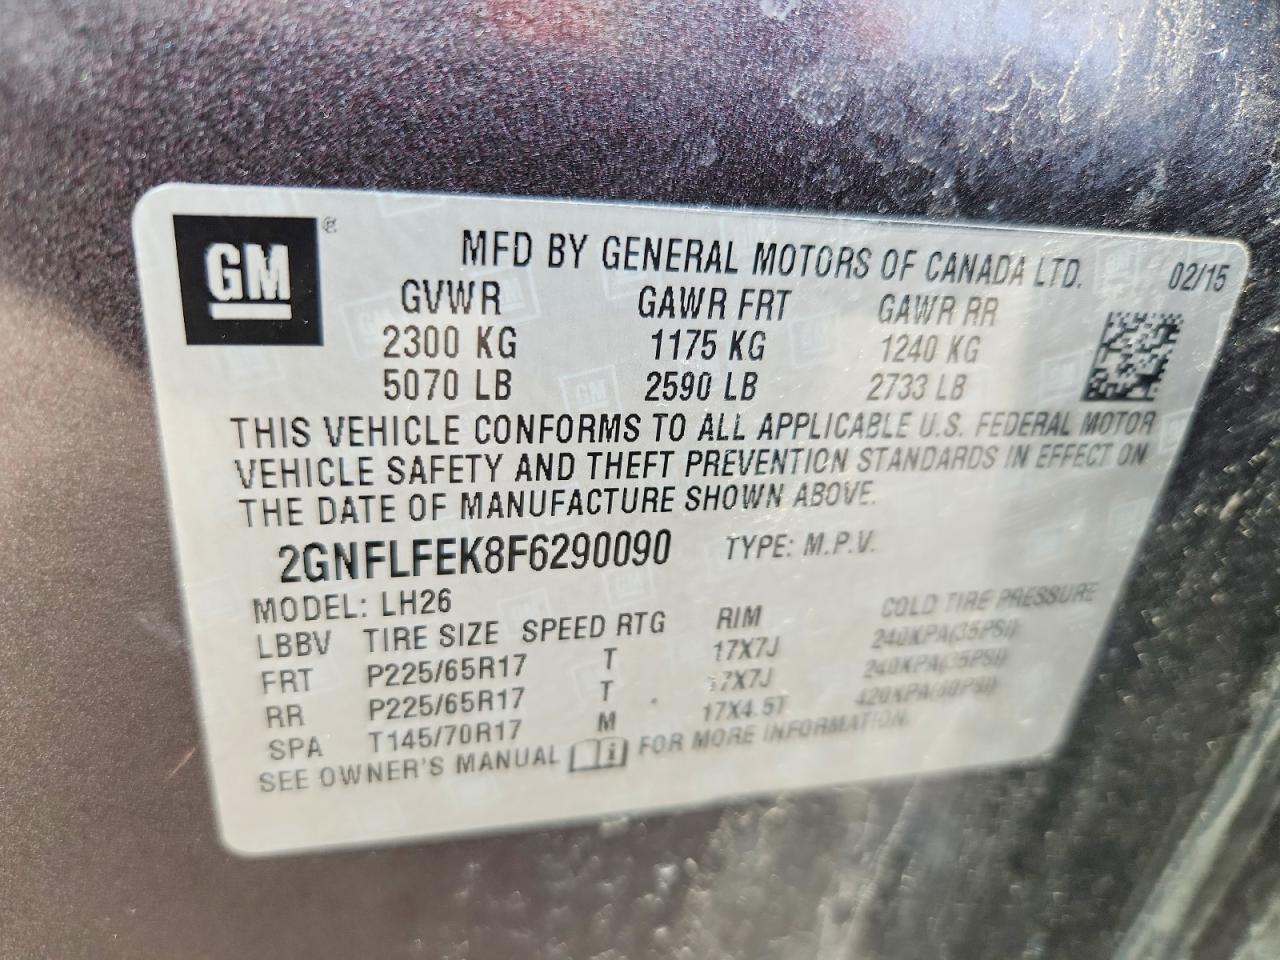 GM ®
MFD BY GENERAL MOTORS OF CANADA LTD. 02/15
GVWR GAWR FRT GAWR RR
2300 KG 1175 KG 1240 KG
5070 LB 2590 LB 2733 LB
THIS VEHICLE CONFORMS TO ALL APPLICABLE U.S. FEDERAL MOTOR
VEHICLE SAFETY AND THEFT PREVENTION STANDARDS IN EFFECT ON
THE DATE OF MANUFACTURE SHOWN ABOVE.
2GNFLFEK8F6290090 TYPE: M.P.V.
MODEL: LH26
LBBV TIRE SIZE SPEED RTG RIM COLD TIRE PRESSURE
FRT P225/65R17 T 17X7J 240KPA(35PSI)
RR P225/65R17 T 17X7J 240KPA(35PSI)
SPA T145/70R17 M 17X4.5T 420KPA(60PSI)
SEE OWNER'S MANUAL FOR MORE INFORMATION.